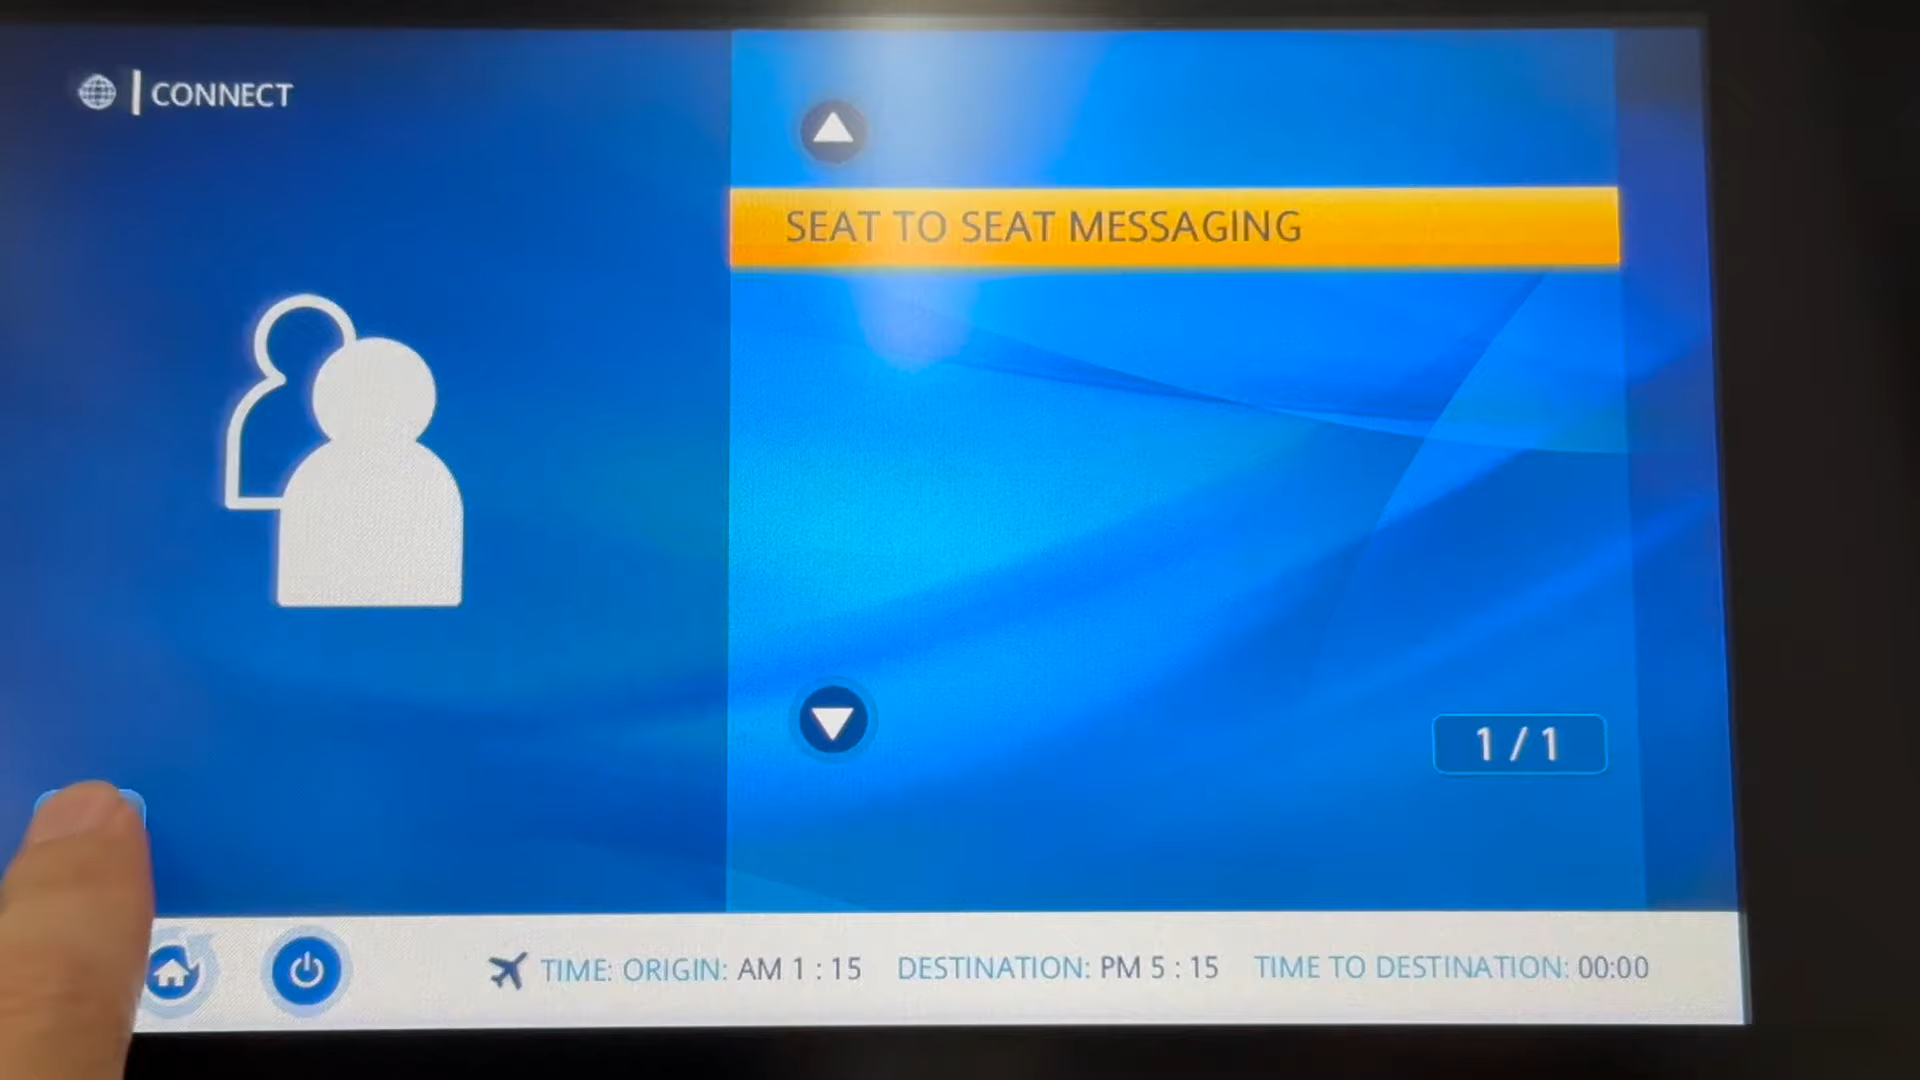 CONNECT
SEAT TO SEAT MESSAGING
1 / 1
TIME: ORIGIN: AM 1 : 15 DESTINATION: PM 5 : 15 TIME TO DESTINATION: 00:00